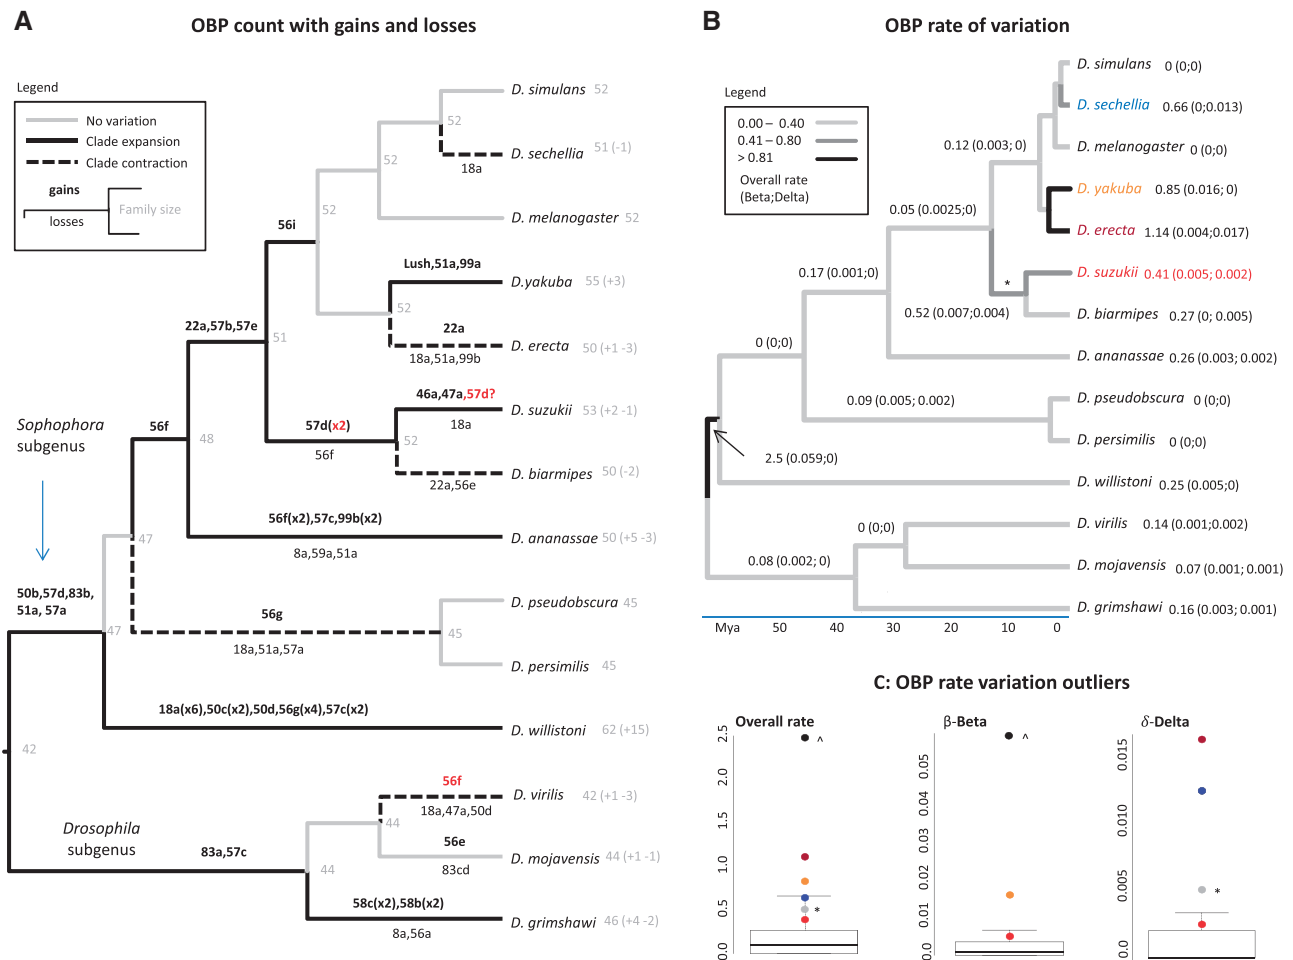 A
OBP count with gains and losses
Legend
No variation
Clade expansion
Clade contraction
gains
losses
Family size
D. simulans 52
52
D. sechellia 51 (-1)
18a
52
D. melanogaster 52
52
56i
Lush,51a,99a
D.yakuba 55 (+3)
52
22a
D. erecta 50 (+1 -3)
18a,51a,99b
22a,57b,57e
51
46a,47a,57d?
D. suzukii 53 (+2 -1)
18a
57d(x2)
56f
52
D. biarmipes 50 (-2)
22a,56e
Sophophora
subgenus
56f
48
56f(x2),57c,99b(x2)
D. ananassae 50 (+5 -3)
8a,59a,51a
47
50b,57d,83b,
51a, 57a
47
56g
18a,51a,57a
D. pseudobscura 45
45
D. persimilis 45
18a(x6),50c(x2),50d,56g(x4),57c(x2)
D. willistoni 62 (+15)
42
56f
D. virilis 42 (+1 -3)
18a,47a,50d
44
Drosophila
subgenus
83a,57c
56e
D. mojavensis 44 (+1 -1)
83cd
44
58c(x2),58b(x2)
D. grimshawi 46 (+4 -2)
8a,56a
B
OBP rate of variation
Legend
0.00 – 0.40
0.41 – 0.80
> 0.81
Overall rate
(Beta;Delta)
D. simulans 0 (0;0)
D. sechellia 0.66 (0;0.013)
0.12 (0.003; 0)
D. melanogaster 0 (0;0)
D. yakuba 0.85 (0.016; 0)
0.05 (0.0025;0)
D. erecta 1.14 (0.004;0.017)
0.17 (0.001;0)
D. suzukii 0.41 (0.005; 0.002)
*
0.52 (0.007;0.004)
D. biarmipes 0.27 (0; 0.005)
0 (0;0)
D. ananassae 0.26 (0.003; 0.002)
0.09 (0.005; 0.002)
D. pseudobscura 0 (0;0)
D. persimilis 0 (0;0)
2.5 (0.059;0)
D. willistoni 0.25 (0.005;0)
0 (0;0)
D. virilis 0.14 (0.001;0.002)
0.08 (0.002; 0)
D. mojavensis 0.07 (0.001; 0.001)
D. grimshawi 0.16 (0.003; 0.001)
Mya 50 40 30 20 10 0
C: OBP rate variation outliers
Overall rate
2.5
2.0
1.5
1.0
0.5
0.0
^
*
β-Beta
0.05
0.04
0.03
0.02
0.01
0.0
^
δ-Delta
0.015
0.010
0.005
0.0
*